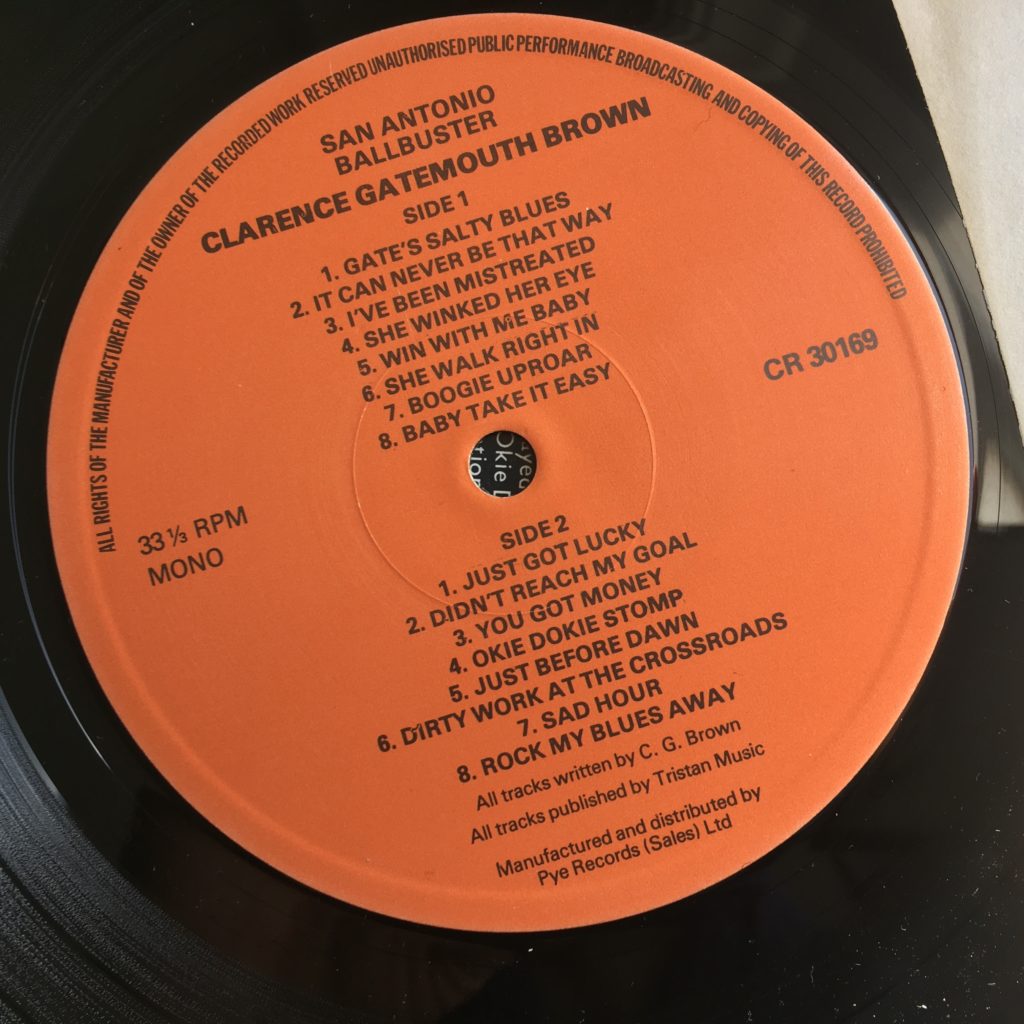 ALL RIGHTS OF THE MANUFACTURER AND OF THE OWNER OF THE RECORDED WORK RESERVED UNAUTHORISED PUBLIC PERFORMANCE BROADCASTING AND COPYING OF THIS RECORD PROHIBITED
SAN ANTONIO
BALLBUSTER
CLARENCE GATEMOUTH BROWN
SIDE 1
1. GATE'S SALTY BLUES
2. IT CAN NEVER BE THAT WAY
3. I'VE BEEN MISTREATED
4. SHE WINKED HER EYE
5. WIN WITH ME BABY
6. SHE WALK RIGHT IN
7. BOOGIE UPROAR
8. BABY TAKE IT EASY
CR 30169
Okie
33 ⅓ RPM
MONO
SIDE 2
1. JUST GOT LUCKY
2. DIDN'T REACH MY GOAL
3. YOU GOT MONEY
4. OKIE DOKIE STOMP
5. JUST BEFORE DAWN
6. DIRTY WORK AT THE CROSSROADS
7. SAD HOUR
8. ROCK MY BLUES AWAY
All tracks written by C. G. Brown
All tracks published by Tristan Music
Manufactured and distributed by
Pye Records (Sales) Ltd